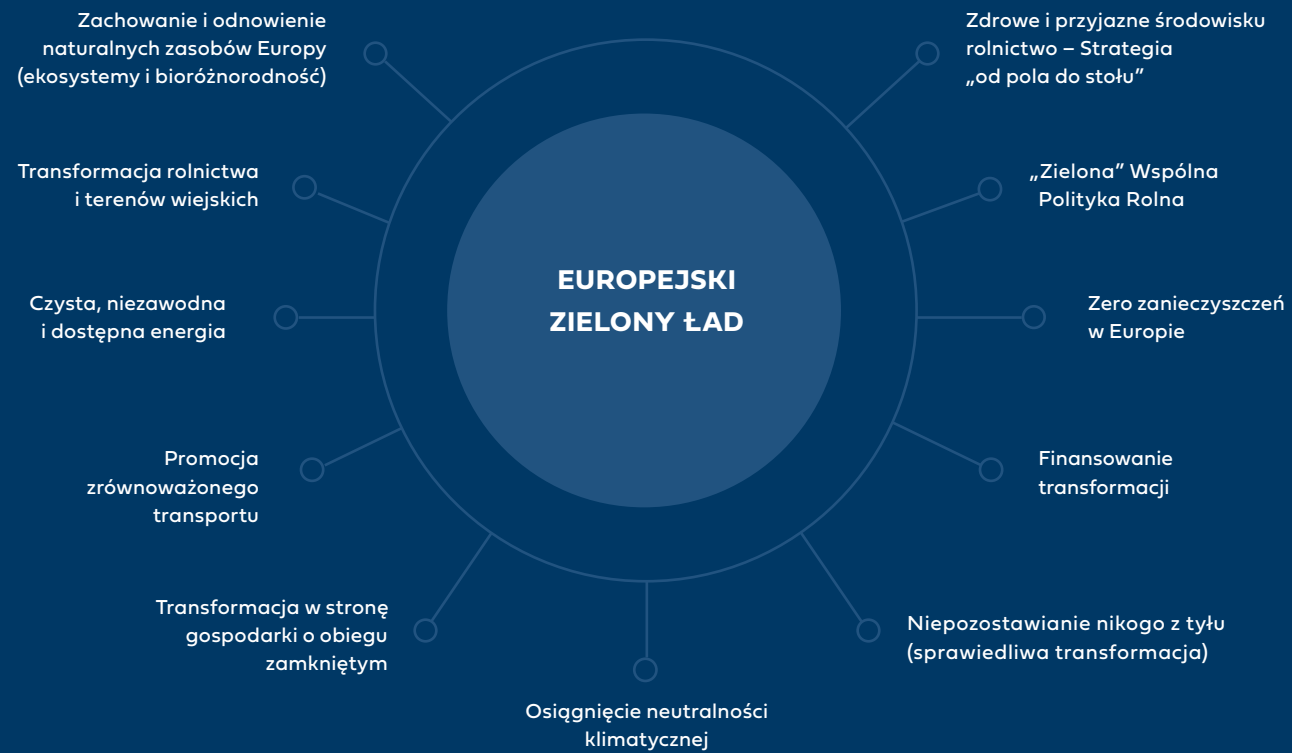 Zachowanie i odnowienie
naturalnych zasobów Europy
(ekosystemy i bioróżnorodność)
Transformacja rolnictwa
i terenów wiejskich
Czysta, niezawodna
i dostępna energia
Promocja
zrównoważonego
transportu
Transformacja w stronę
gospodarki o obiegu
zamkniętym
Osiągnięcie neutralności
klimatycznej
EUROPEJSKI
ZIELONY ŁAD
Zdrowe i przyjazne środowisku
rolnictwo – Strategia
„od pola do stołu”
„Zielona” Wspólna
Polityka Rolna
Zero zanieczyszczeń
w Europie
Finansowanie
transformacji
Niepozostawianie nikogo z tyłu
(sprawiedliwa transformacja)